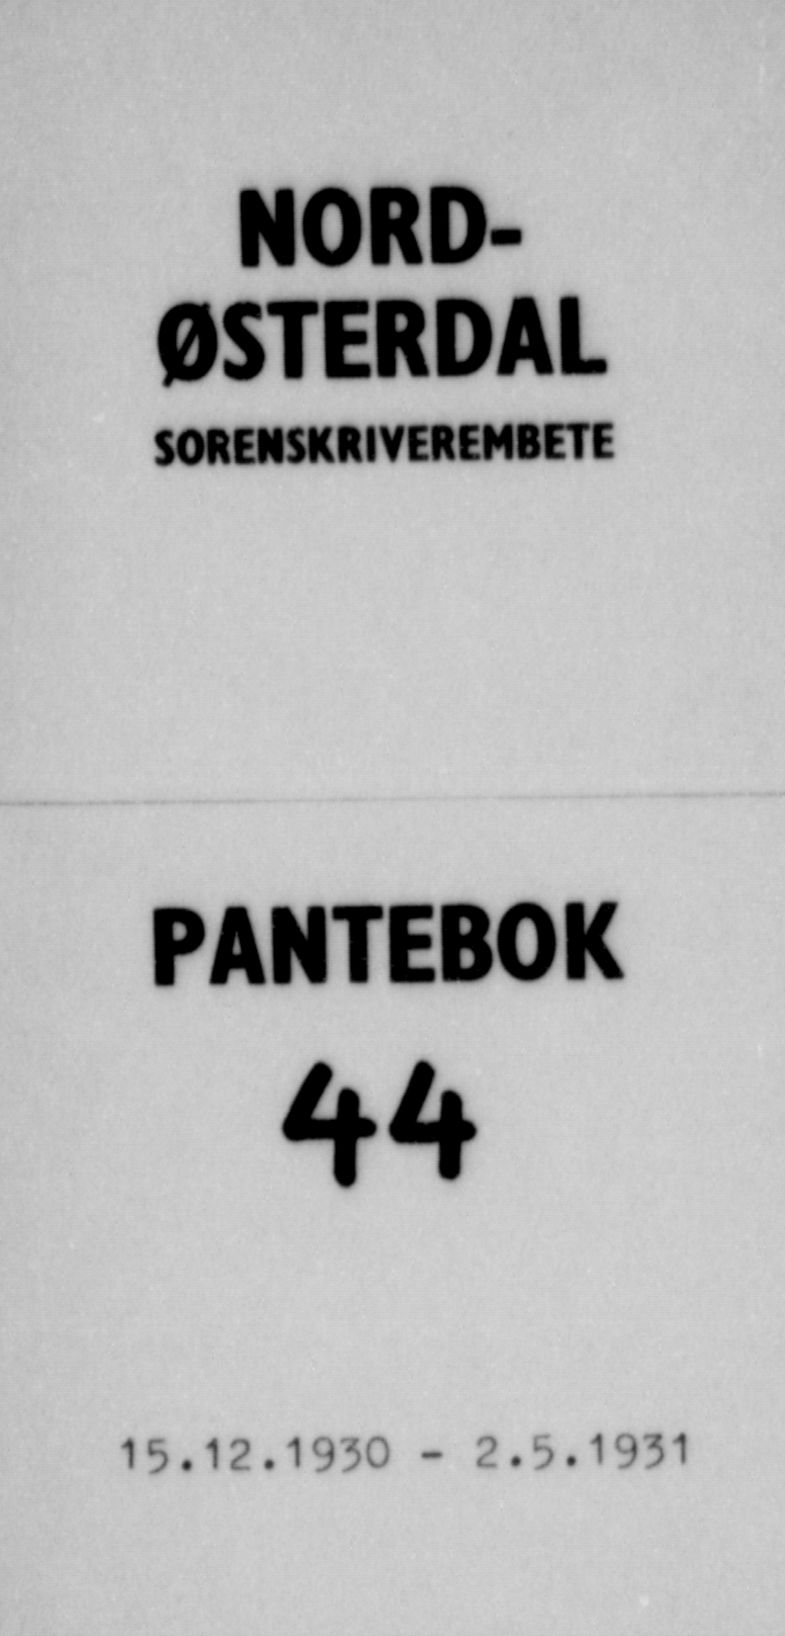 NORD-
ØSTERDAL
SORENSKRIVEREMBETE
PANTEBOK
44
15.12.1930 - 2.5.1931